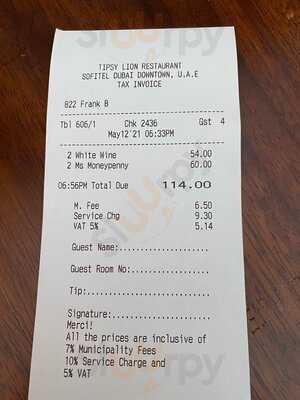 TIPSY LION RESTAURANT
SOFITEL DUBAI DOWNTOWN, U.A.E
TAX INVOICE
822 Frank B
Tbl 606/1 Chk 2436 Gst 4
May12'21 06:33PM
2 White Wine 54.00
2 Ms Moneypenny 60.00
06:56PM Total Due 114.00
M. Fee 6.50
Service Chg 9.30
VAT 5% 5.14
Guest Name:....................
Guest Room No:.................
Tip:...........................
Signature:.....................
Merci!
All the prices are inclusive of
7% Municipality Fees
10% Service Charge and
5% VAT